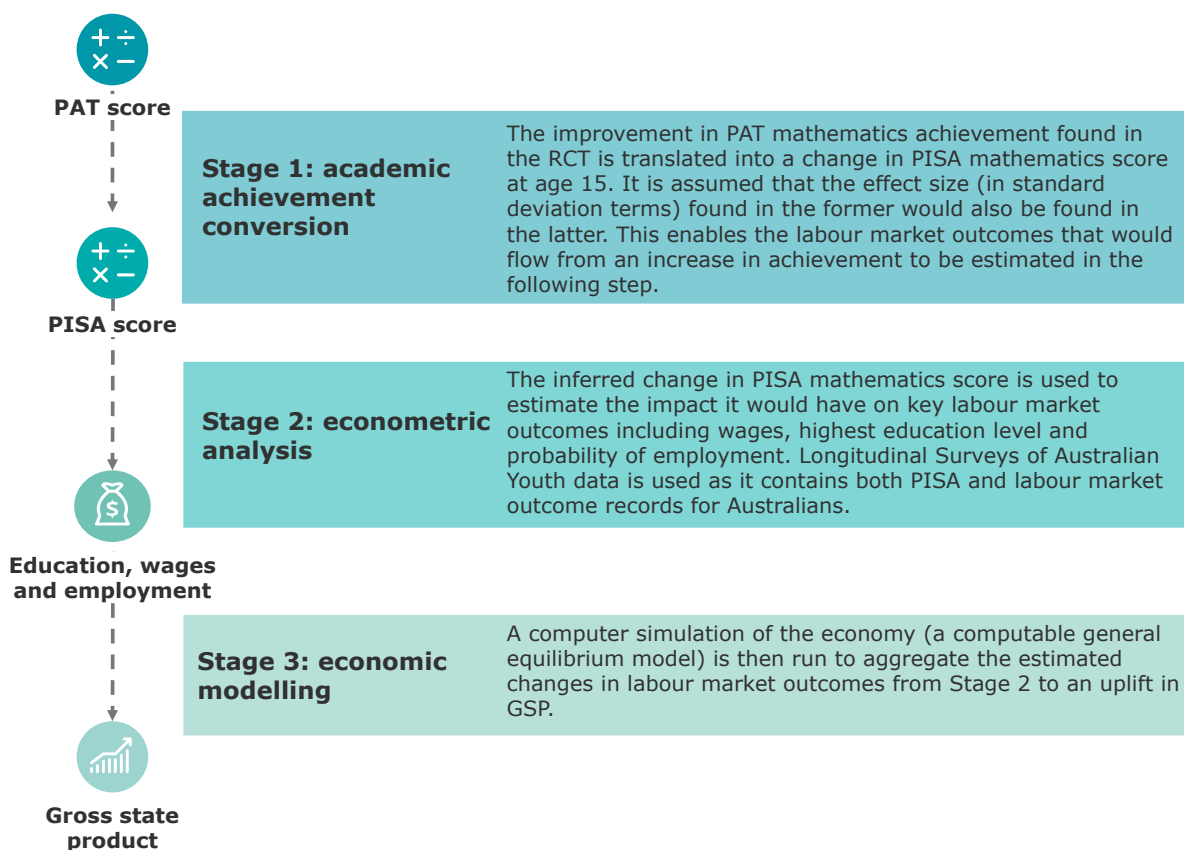 PAT score
Stage 1: academic
achievement
conversion
The improvement in PAT mathematics achievement found in
the RCT is translated into a change in PISA mathematics score
at age 15. It is assumed that the effect size (in standard
deviation terms) found in the former would also be found in
the latter. This enables the labour market outcomes that would
flow from an increase in achievement to be estimated in the
following step.
PISA score
Stage 2: econometric
analysis
The inferred change in PISA mathematics score is used to
estimate the impact it would have on key labour market
outcomes including wages, highest education level and
probability of employment. Longitudinal Surveys of Australian
Youth data is used as it contains both PISA and labour market
outcome records for Australians.
Education, wages
and employment
Stage 3: economic
modelling
A computer simulation of the economy (a computable general
equilibrium model) is then run to aggregate the estimated
changes in labour market outcomes from Stage 2 to an uplift in
GSP.
Gross state
product